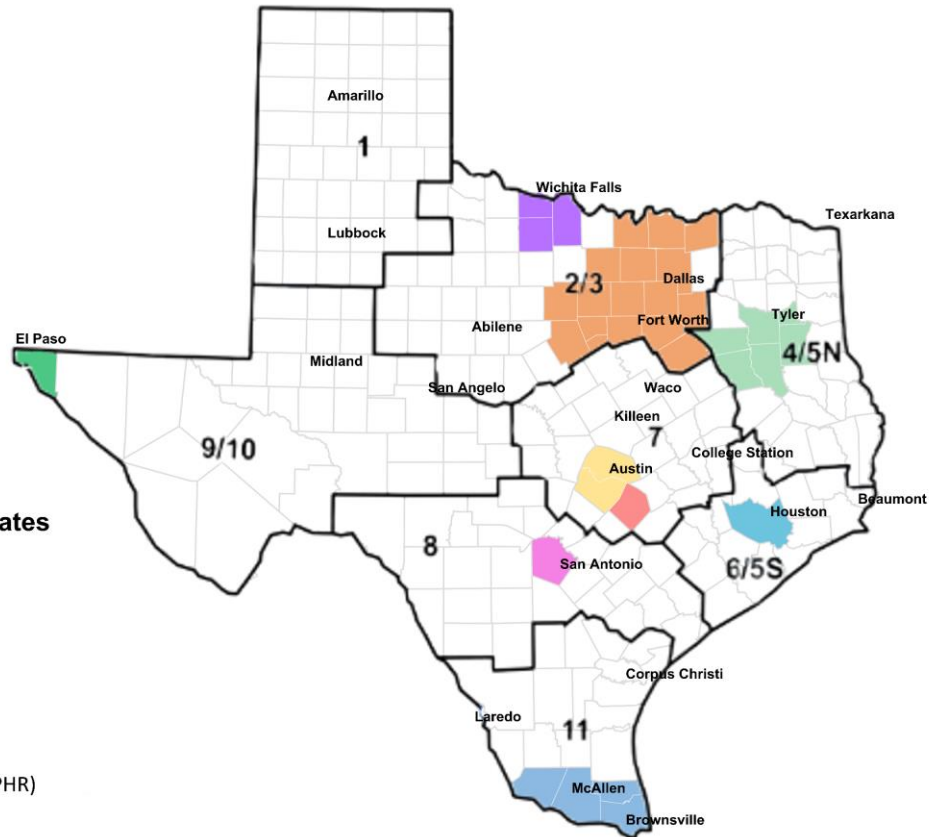 Amarillo
1
Wichita Falls
Texarkana
Lubbock
Dallas
2/3
Tyler
Fort Worth
Abilene
El Paso
4/5N
Midland
San Angelo
Waco
Killeen
7
9/10
College Station
Austin
Beaumont
ates
Houston
8
San Antonio
6/5S
Corpus Christi
Laredo
11
PHR)
McAllen
Brownsville